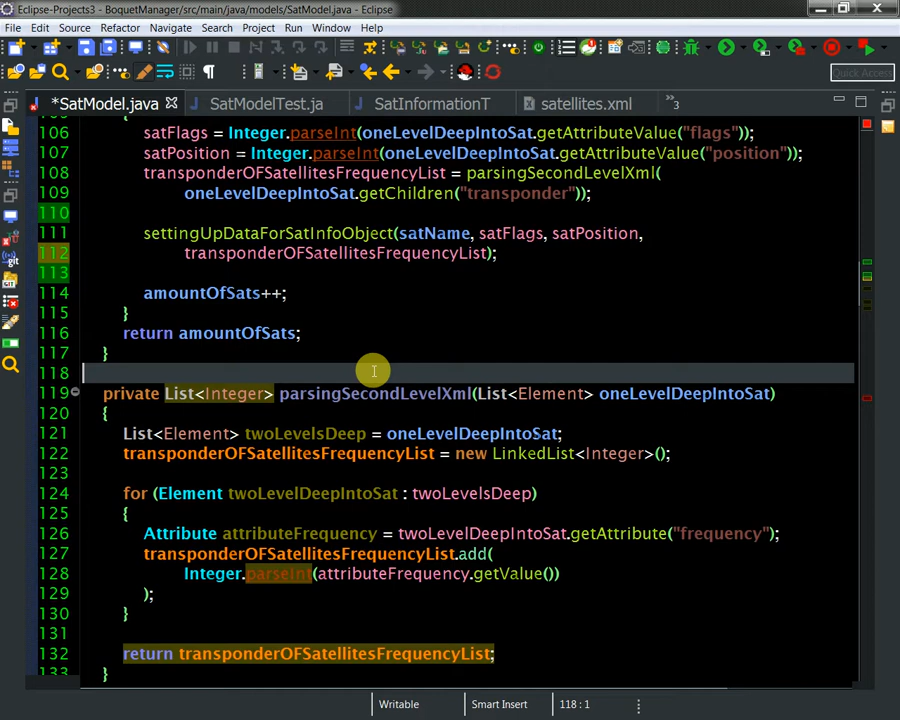 Eclipse-Projects3 - BoquetManager/src/main/java/models/SatModel.java - Eclipse
File Edit Source Refactor Navigate Search Project Run Window Help
Quick Access
*SatModel.java SatModelTest.ja SatInformationT satellites.xml »3
105 {
106 satFlags = Integer.parseInt(oneLevelDeepIntoSat.getAttributeValue("flags"));
107 satPosition = Integer.parseInt(oneLevelDeepIntoSat.getAttributeValue("position"));
108 transponderOFSatellitesFrequencyList = parsingSecondLevelXml(
109 oneLevelDeepIntoSat.getChildren("transponder"));
110
111 settingUpDataForSatInfoObject(satName, satFlags, satPosition,
112 transponderOFSatellitesFrequencyList);
113
114 amountOfSats++;
115 }
116 return amountOfSats;
117 }
118
119 private List<Integer> parsingSecondLevelXml(List<Element> oneLevelDeepIntoSat)
120 {
121 List<Element> twoLevelsDeep = oneLevelDeepIntoSat;
122 transponderOFSatellitesFrequencyList = new LinkedList<Integer>();
123
124 for (Element twoLevelDeepIntoSat : twoLevelsDeep)
125 {
126 Attribute attributeFrequency = twoLevelDeepIntoSat.getAttribute("frequency");
127 transponderOFSatellitesFrequencyList.add(
128 Integer.parseInt(attributeFrequency.getValue())
129 );
130 }
131
132 return transponderOFSatellitesFrequencyList;
133 }
Writable Smart Insert 118 : 1